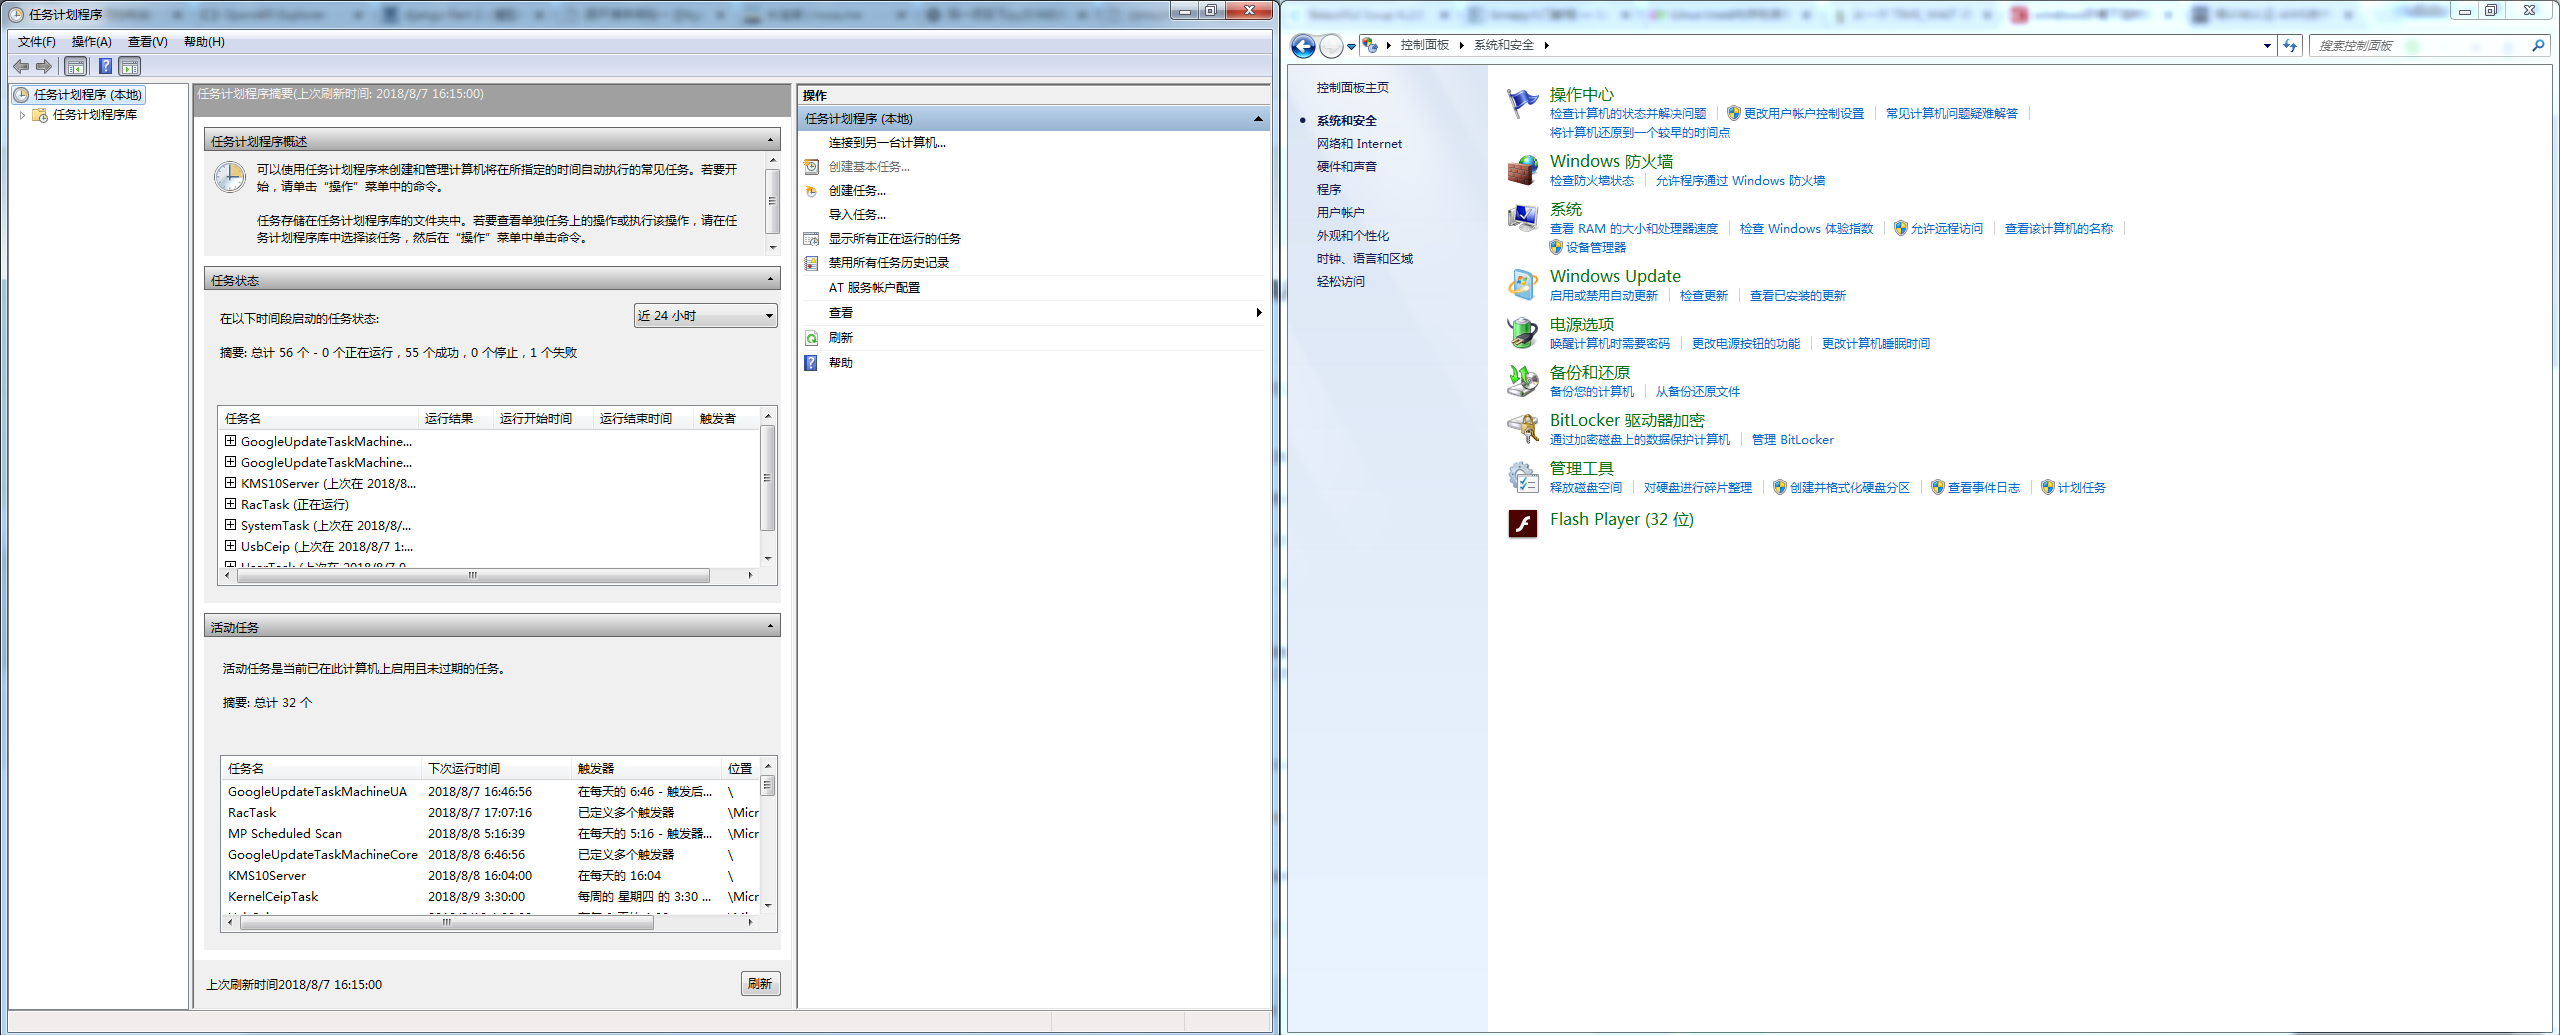 任务计划程序
文件(F) 操作(A) 查看(V) 帮助(H)
任务计划程序 (本地)
任务计划程序库
任务计划程序摘要(上次刷新时间: 2018/8/7 16:15:00)
任务计划程序概述
可以使用任务计划程序来创建和管理计算机将在所指定的时间自动执行的常见任务。若要开
始，请单击“操作”菜单中的命令。
任务存储在任务计划程序库的文件夹中。若要查看单独任务上的操作或执行该操作，请在任
务计划程序库中选择该任务，然后在“操作”菜单中单击命令。
任务状态
在以下时间段启动的任务状态:
近 24 小时
摘要: 总计 56 个 - 0 个正在运行，55 个成功，0 个停止，1 个失败
任务名 运行结果 运行开始时间 运行结束时间 触发者
GoogleUpdateTaskMachine...
GoogleUpdateTaskMachine...
KMS10Server (上次在 2018/8...
RacTask (正在运行)
SystemTask (上次在 2018/8/...
UsbCeip (上次在 2018/8/7 1:...
活动任务
活动任务是当前已在此计算机上启用且未过期的任务。
摘要: 总计 32 个
任务名 下次运行时间 触发器 位置
GoogleUpdateTaskMachineUA 2018/8/7 16:46:56 在每天的 6:46 - 触发后... \
RacTask 2018/8/7 17:07:16 已定义多个触发器 \Micr
MP Scheduled Scan 2018/8/8 5:16:39 在每天的 5:16 - 触发器... \Micr
GoogleUpdateTaskMachineCore 2018/8/8 6:46:56 已定义多个触发器 \
KMS10Server 2018/8/8 16:04:00 在每天的 16:04 \
KernelCeipTask 2018/8/9 3:30:00 每周的 星期四 的 3:30 ... \Micr
上次刷新时间2018/8/7 16:15:00
刷新
操作
任务计划程序 (本地)
连接到另一台计算机...
创建基本任务...
创建任务...
导入任务...
显示所有正在运行的任务
禁用所有任务历史记录
AT 服务帐户配置
查看
刷新
帮助
控制面板 系统和安全
搜索控制面板
控制面板主页
系统和安全
网络和 Internet
硬件和声音
程序
用户帐户
外观和个性化
时钟、语言和区域
轻松访问
操作中心
检查计算机的状态并解决问题 更改用户帐户控制设置 常见计算机问题疑难解答
将计算机还原到一个较早的时间点
Windows 防火墙
检查防火墙状态 允许程序通过 Windows 防火墙
系统
查看 RAM 的大小和处理器速度 检查 Windows 体验指数 允许远程访问 查看该计算机的名称
设备管理器
Windows Update
启用或禁用自动更新 检查更新 查看已安装的更新
电源选项
唤醒计算机时需要密码 更改电源按钮的功能 更改计算机睡眠时间
备份和还原
备份您的计算机 从备份还原文件
BitLocker 驱动器加密
通过加密磁盘上的数据保护计算机 管理 BitLocker
管理工具
释放磁盘空间 对硬盘进行碎片整理 创建并格式化硬盘分区 查看事件日志 计划任务
Flash Player (32 位)